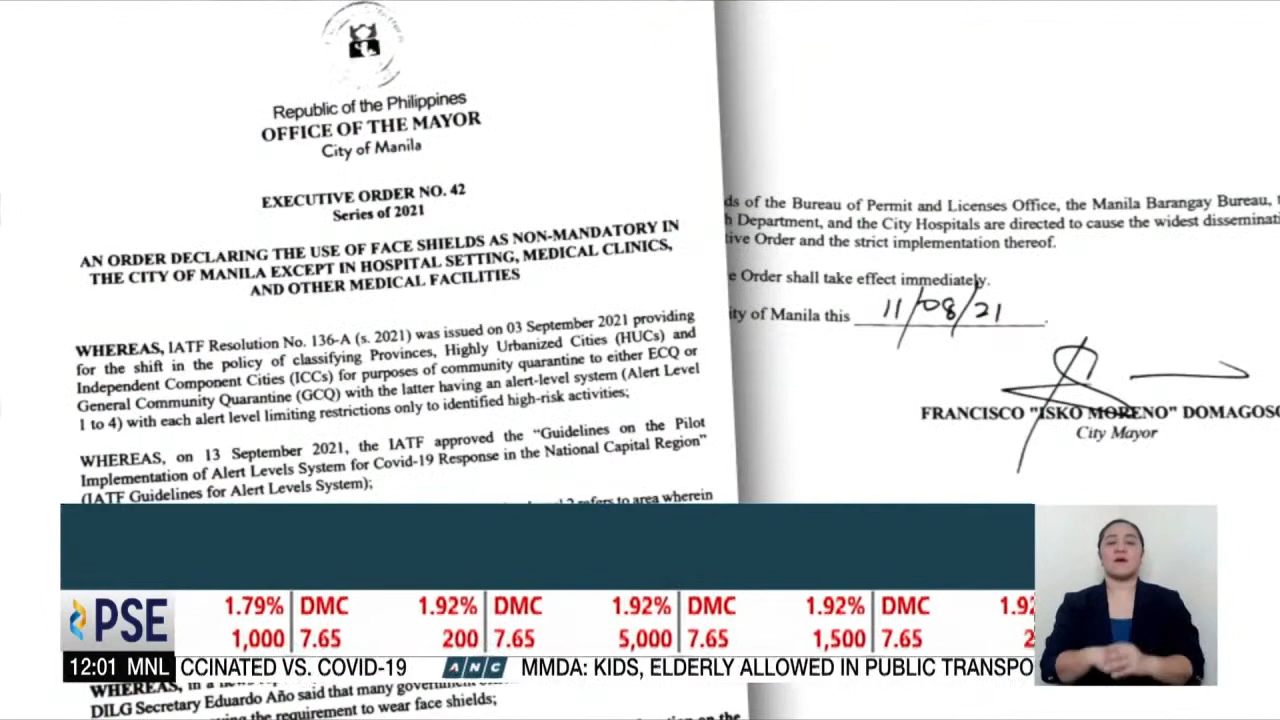 Republic of the Philippines
OFFICE OF THE MAYOR
City of Manila
EXECUTIVE ORDER NO. 42
Series of 2021
AN ORDER DECLARING THE USE OF FACE SHIELDS AS NON-MANDATORY IN
THE CITY OF MANILA EXCEPT IN HOSPITAL SETTING, MEDICAL CLINICS,
AND OTHER MEDICAL FACILITIES
WHEREAS, IATF Resolution No. 136-A (s. 2021) was issued on 03 September 2021 providing
for the shift in the policy of classifying Provinces, Highly Urbanized Cities (HUCs) and
Independent Component Cities (ICCs) for purposes of community quarantine to either ECQ or
General Community Quarantine (GCQ) with the latter having an alert-level system (Alert Level
1 to 4) with each alert level limiting restrictions only to identified high-risk activities;
WHEREAS, on 13 September 2021, the IATF approved the “Guidelines on the Pilot
Implementation of Alert Levels System for Covid-19 Response in the National Capital Region”
(IATF Guidelines for Alert Levels System);
2 refers to area wherein
WHEREAS, in a
DILG Secretary Eduardo Año said that many government
the requirement to wear face shields;
on the
ds of the Bureau of Permit and Licenses Office, the Manila Barangay Bureau,
Department, and the City Hospitals are directed to cause the widest disseminat
tive Order and the strict implementation thereof.
e Order shall take effect immediately.
ity of Manila this 11/08/21.
FRANCISCO "ISKO MORENO" DOMAGOSO
City Mayor
PSE 1.79% DMC 1.92% DMC 1.92% DMC 1.92% DMC 1.92
1,000 7.65 200 7.65 5,000 7.65 1,500 7.65 2
12:01 MNL CCINATED VS. COVID-19 ANC MMDA: KIDS, ELDERLY ALLOWED IN PUBLIC TRANSPO